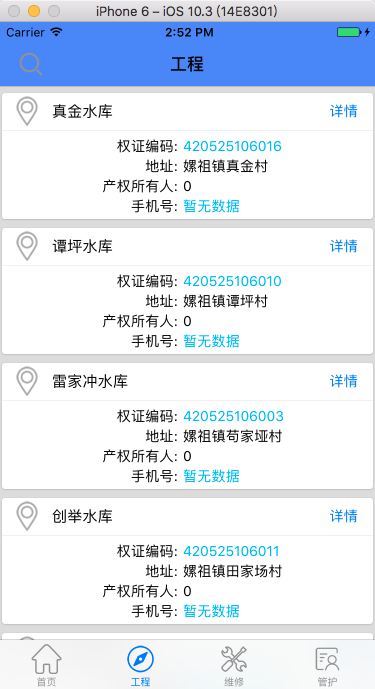 iPhone 6 – iOS 10.3 (14E8301)
Carrier 2:52 PM
工程
真金水库 详情
权证编码: 420525106016
地址: 嫘祖镇真金村
产权所有人: 0
手机号: 暂无数据
谭坪水库 详情
权证编码: 420525106010
地址: 嫘祖镇谭坪村
产权所有人: 0
手机号: 暂无数据
雷家冲水库 详情
权证编码: 420525106003
地址: 嫘祖镇苟家垭村
产权所有人: 0
手机号: 暂无数据
创举水库 详情
权证编码: 420525106011
地址: 嫘祖镇田家场村
产权所有人: 0
手机号: 暂无数据
首页 工程 维修 管护